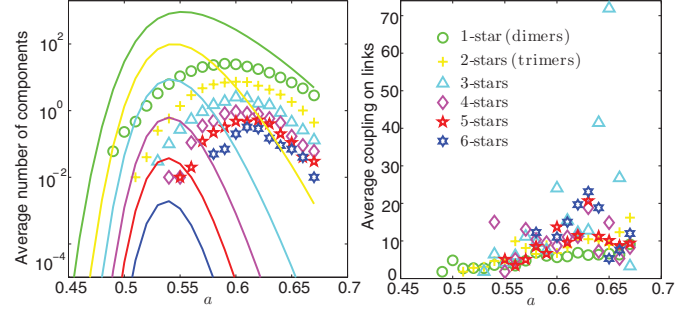 Average number of components
10^2
10^0
10^-2
10^-4
0.45
0.5
0.55
0.6
0.65
0.7
a
Average coupling on links
70
60
50
40
30
20
10
0
1-star (dimers)
2-stars (trimers)
3-stars
4-stars
5-stars
6-stars
0.45
0.5
0.55
0.6
0.65
0.7
a